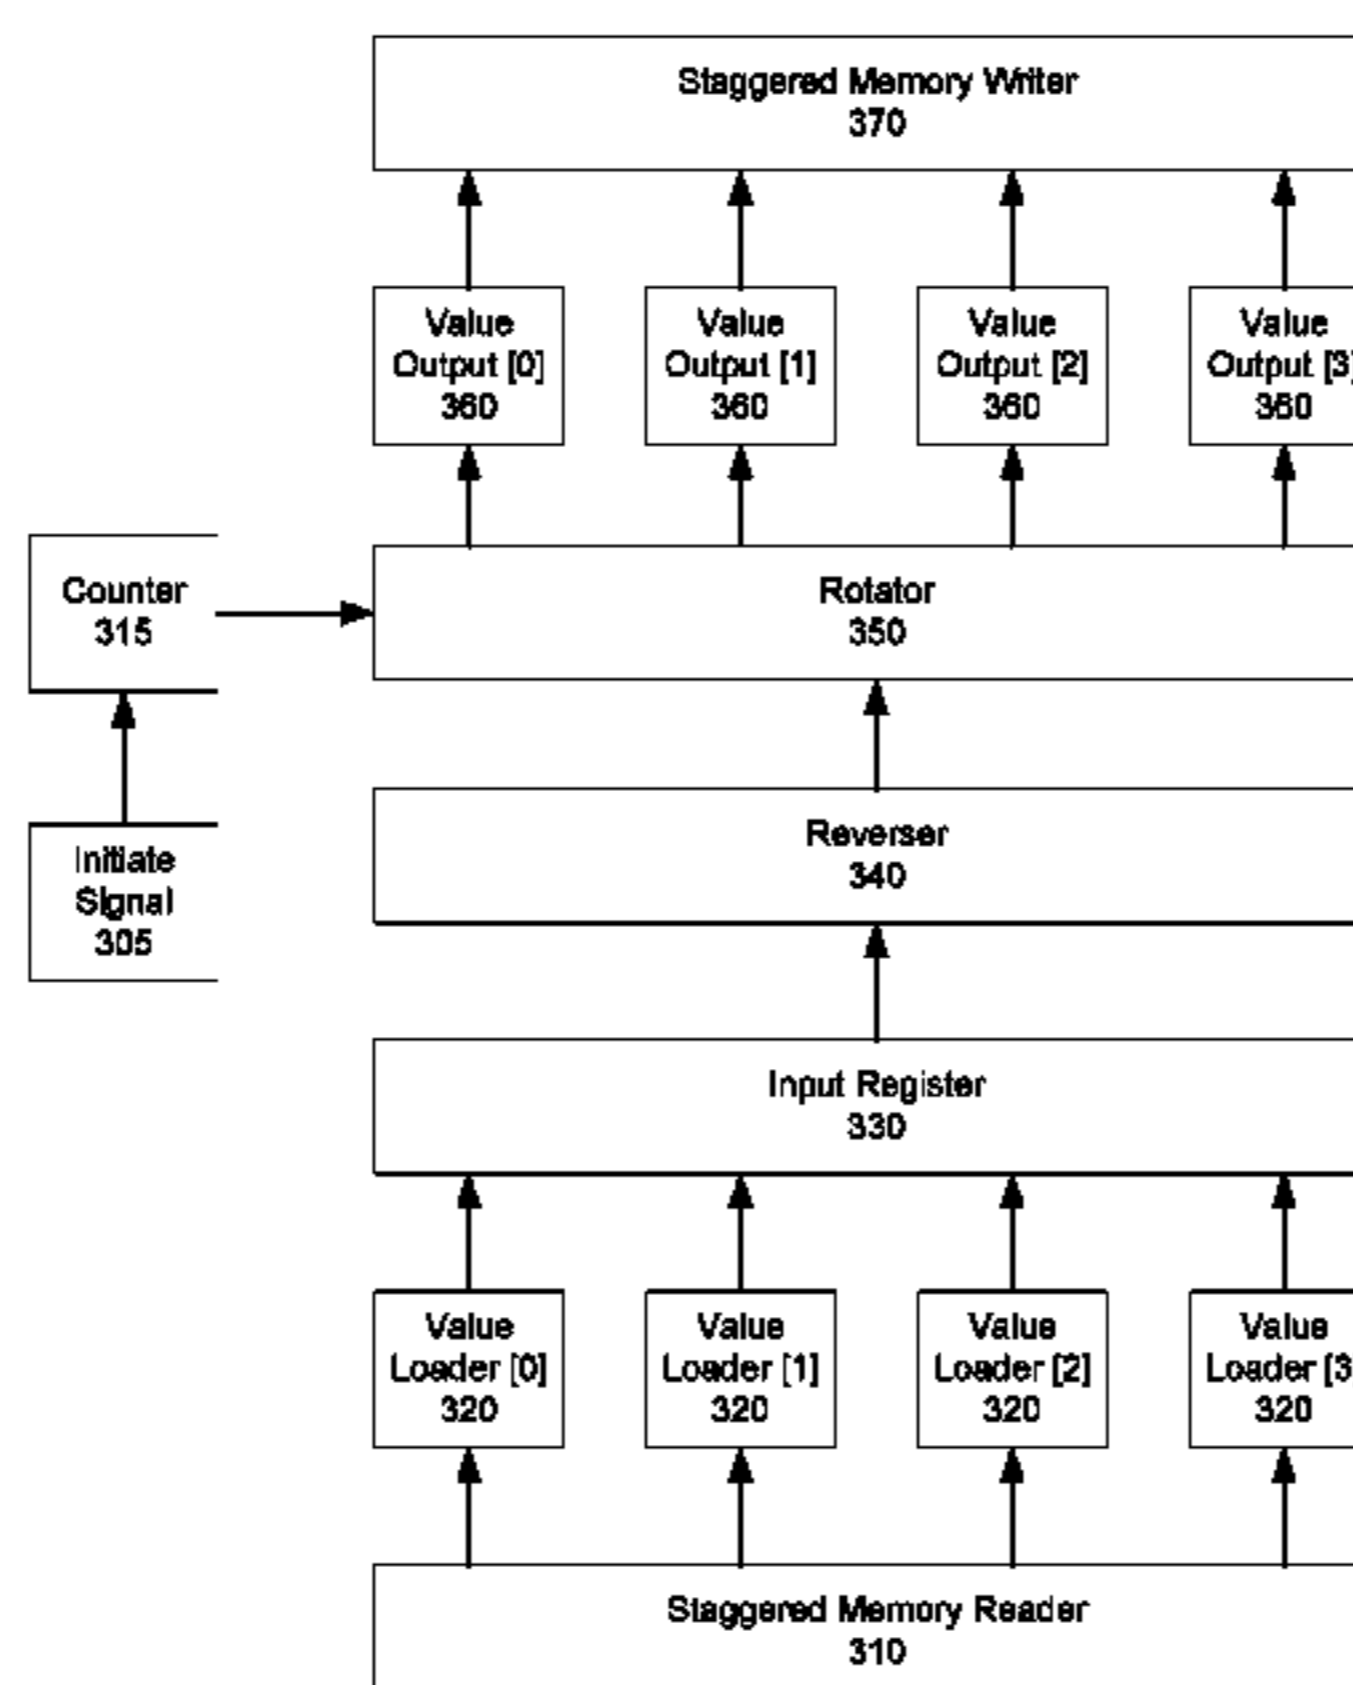 Staggered Memory Writer
370
Value
Output [0]
360
Value
Output [1]
360
Value
Output [2]
360
Value
Output [3]
360
Counter
315
Rotator
350
Initiate
Signal
305
Reverser
340
Input Register
330
Value
Loader [0]
320
Value
Loader [1]
320
Value
Loader [2]
320
Value
Loader [3
320
Staggered Memory Reader
310